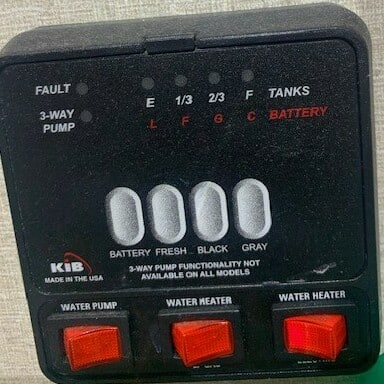 FAULT
E 1/3 2/3 F TANKS
3-WAY
PUMP
L F G C BATTERY
BATTERY FRESH BLACK GRAY
KIB
MADE IN THE USA
3-WAY PUMP FUNCTIONALITY NOT
AVAILABLE ON ALL MODELS
WATER PUMP WATER HEATER WATER HEATER